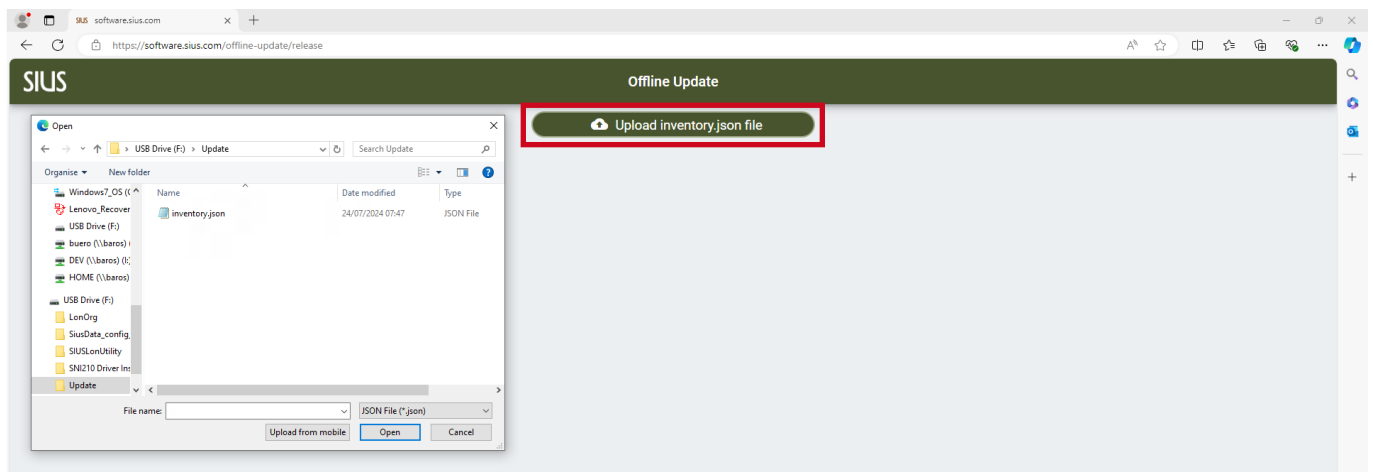 SIUS software.sius.com
https://software.sius.com/offline-update/release
SIUS
Offline Update
Upload inventory.json file
Open
USB Drive (F:) > Update
Search Update
Organise
New folder
Name
Date modified
Type
inventory.json
24/07/2024 07:47
JSON File
Windows7_OS ((
Lenovo_Recover
USB Drive (F:)
buero (\\baros) (
DEV (\\baros) (I:)
HOME (\\baros)
USB Drive (F:)
LonOrg
SiusData_config_
SIUSLonUtility
SNI210 Driver Ins
Update
File name:
JSON File (*.json)
Upload from mobile
Open
Cancel